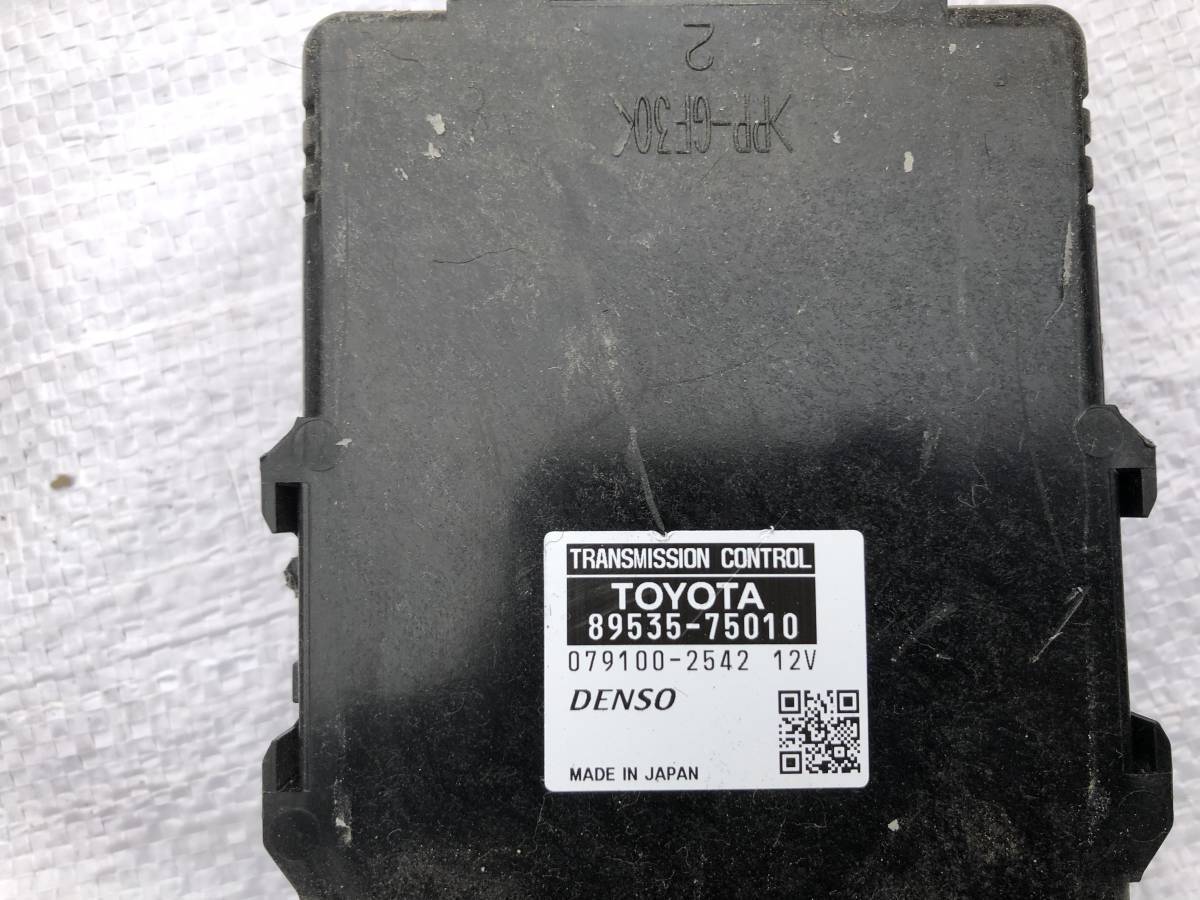 2
>PP-GF30<
TRANSMISSION CONTROL
TOYOTA
89535-75010
079100-2542 12V
DENSO
MADE IN JAPAN